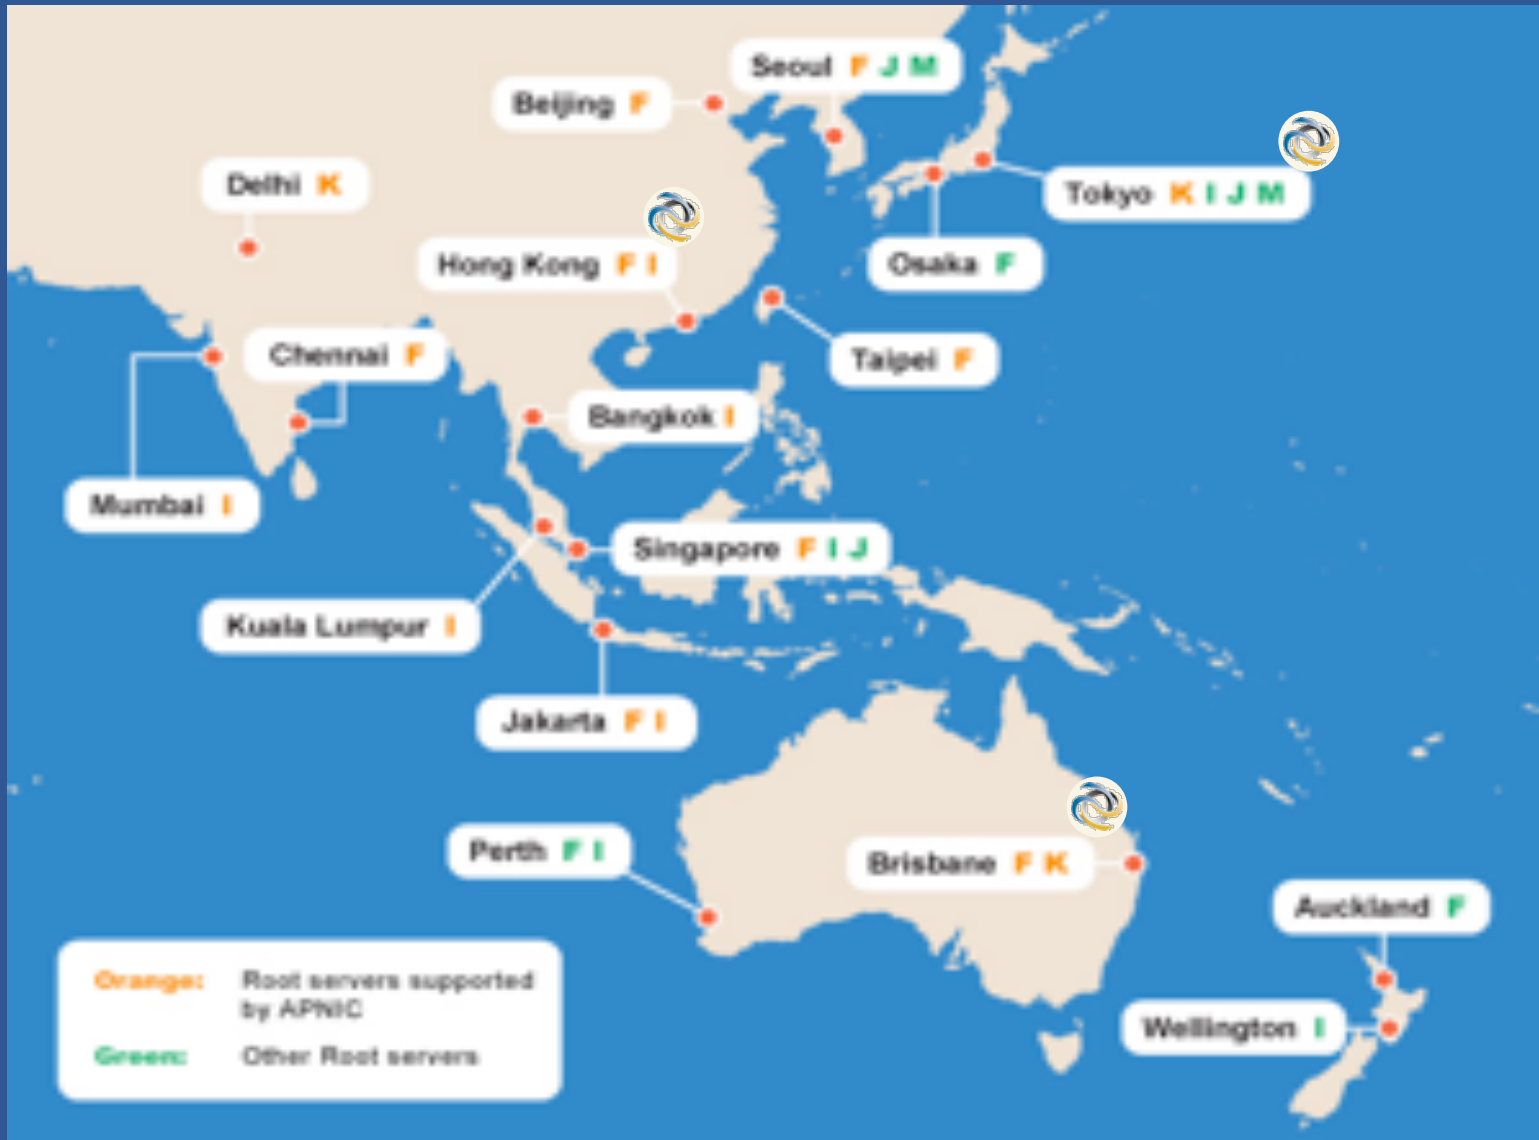 Seoul F J M
Beijing F
Delhi K
Tokyo K I J M
Hong Kong F I
Osaka F
Chennai F
Taipei F
Bangkok I
Mumbai I
Singapore F I J
Kuala Lumpur I
Jakarta F I
Perth F I
Brisbane F K
Auckland F
Orange: Root servers supported
by APNIC
Wellington I
Green: Other Root servers